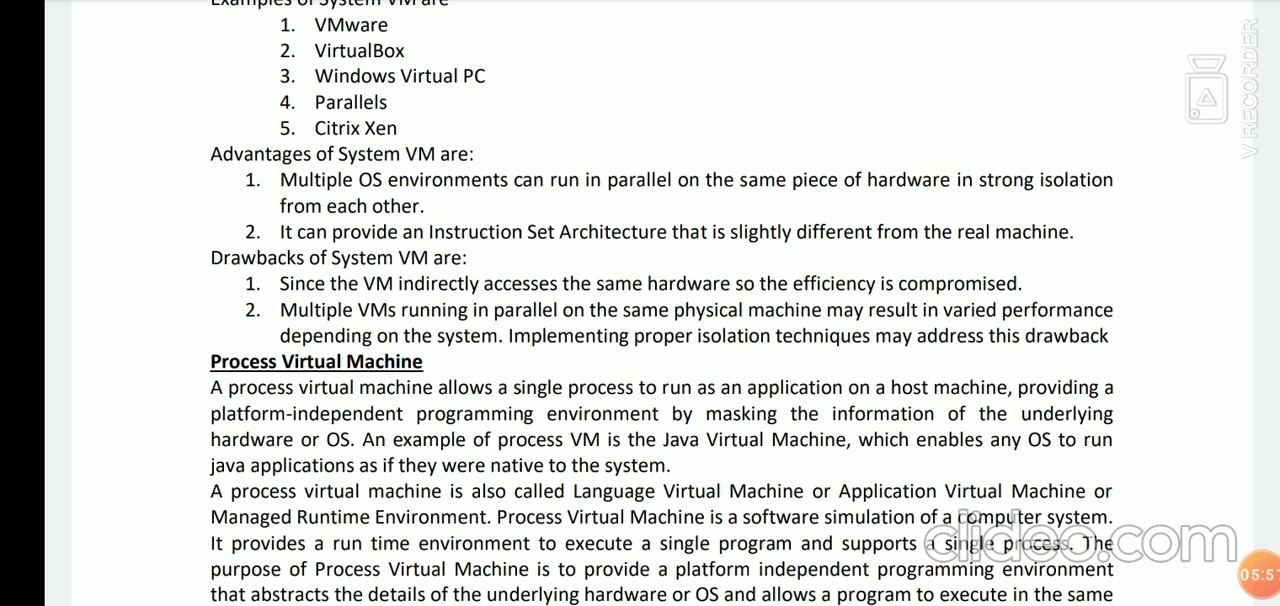 Examples of System VM are
1. VMware
2. VirtualBox
3. Windows Virtual PC
4. Parallels
5. Citrix Xen
Advantages of System VM are:
1. Multiple OS environments can run in parallel on the same piece of hardware in strong isolation
from each other.
2. It can provide an Instruction Set Architecture that is slightly different from the real machine.
Drawbacks of System VM are:
1. Since the VM indirectly accesses the same hardware so the efficiency is compromised.
2. Multiple VMs running in parallel on the same physical machine may result in varied performance
depending on the system. Implementing proper isolation techniques may address this drawback
Process Virtual Machine
A process virtual machine allows a single process to run as an application on a host machine, providing a
platform-independent programming environment by masking the information of the underlying
hardware or OS. An example of process VM is the Java Virtual Machine, which enables any OS to run
java applications as if they were native to the system.
A process virtual machine is also called Language Virtual Machine or Application Virtual Machine or
Managed Runtime Environment. Process Virtual Machine is a software simulation of a computer system.
It provides a run time environment to execute a single program and supports a single process. The
purpose of Process Virtual Machine is to provide a platform independent programming environment
that abstracts the details of the underlying hardware or OS and allows a program to execute in the same
V RECORDER
clideo.com
05:5